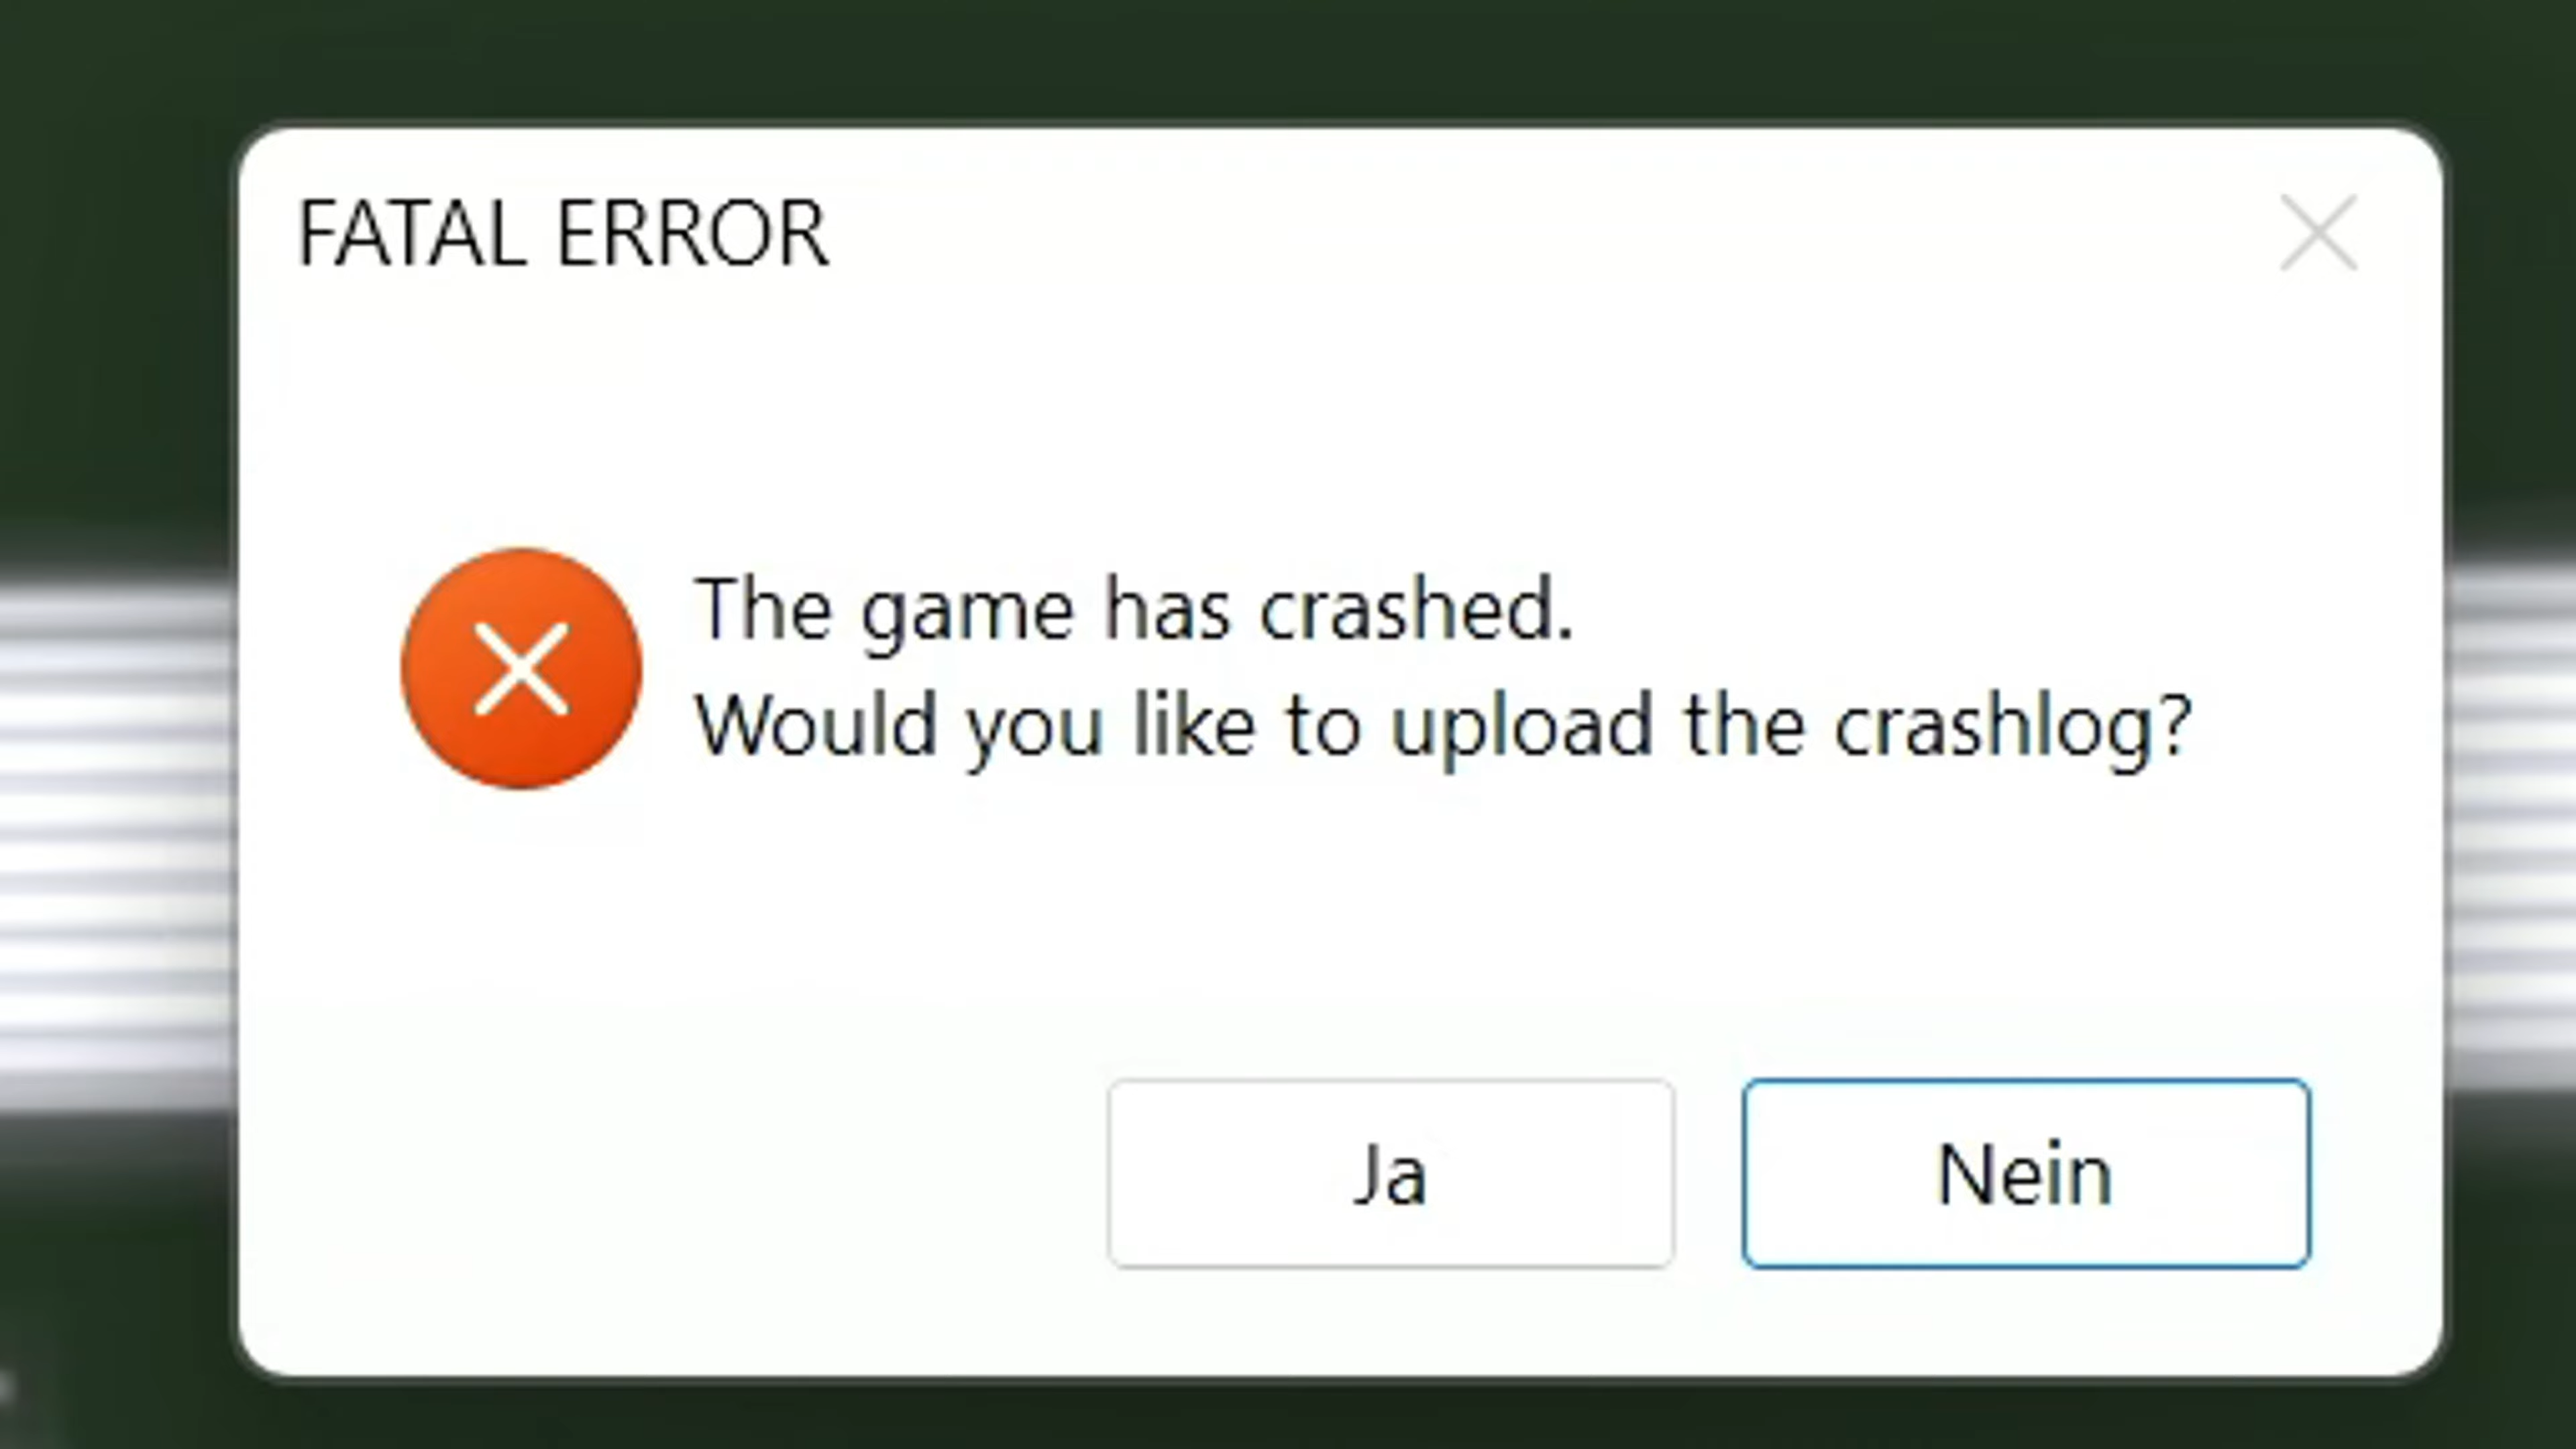 FATAL ERROR
The game has crashed.
Would you like to upload the crashlog?
Ja
Nein